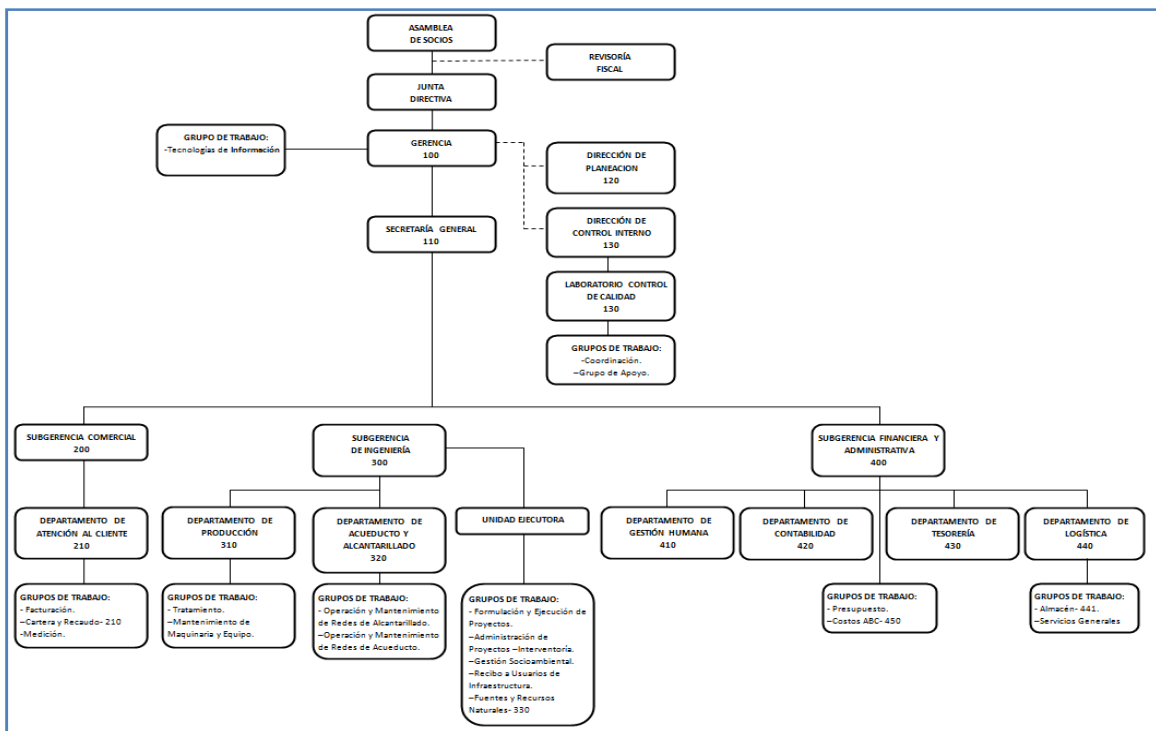 ASAMBLEA
DE SOCIOS
REVISORÍA
FISCAL
JUNTA
DIRECTIVA
GRUPO DE TRABAJO:
-Tecnologías de Información
GERENCIA
100
DIRECCIÓN DE
PLANEACION
120
SECRETARÍA GENERAL
110
DIRECCIÓN DE
CONTROL INTERNO
130
LABORATORIO CONTROL
DE CALIDAD
130
GRUPOS DE TRABAJO:
-Coordinación.
–Grupo de Apoyo.
SUBGERENCIA COMERCIAL
200
SUBGERENCIA
DE INGENIERÍA
300
SUBGERENCIA FINANCIERA Y
ADMINISTRATIVA
400
DEPARTAMENTO DE
ATENCIÓN AL CLIENTE
210
DEPARTAMENTO DE
PRODUCCIÓN
310
DEPARTAMENTO DE
ACUEDUCTO Y
ALCANTARILLADO
320
UNIDAD EJECUTORA
DEPARTAMENTO DE
GESTIÓN HUMANA
410
DEPARTAMENTO DE
CONTABILIDAD
420
DEPARTAMENTO DE
TESORERÍA
430
DEPARTAMENTO DE
LOGÍSTICA
440
GRUPOS DE TRABAJO:
- Facturación.
–Cartera y Recaudo- 210
-Medición.
GRUPOS DE TRABAJO:
- Tratamiento.
–Mantenimiento de
Maquinaria y Equipo.
GRUPOS DE TRABAJO:
- Operación y Mantenimiento
de Redes de Alcantarillado.
–Operación y Mantenimiento
de Redes de Acueducto.
GRUPOS DE TRABAJO:
- Formulación y Ejecución de
Proyectos.
–Administración de
Proyectos –Interventoría.
–Gestión Socioambiental.
–Recibo a Usuarios de
Infraestructura.
–Fuentes y Recursos
Naturales- 330
GRUPOS DE TRABAJO:
- Presupuesto.
–Costos ABC- 450
GRUPOS DE TRABAJO:
- Almacén- 441.
–Servicios Generales